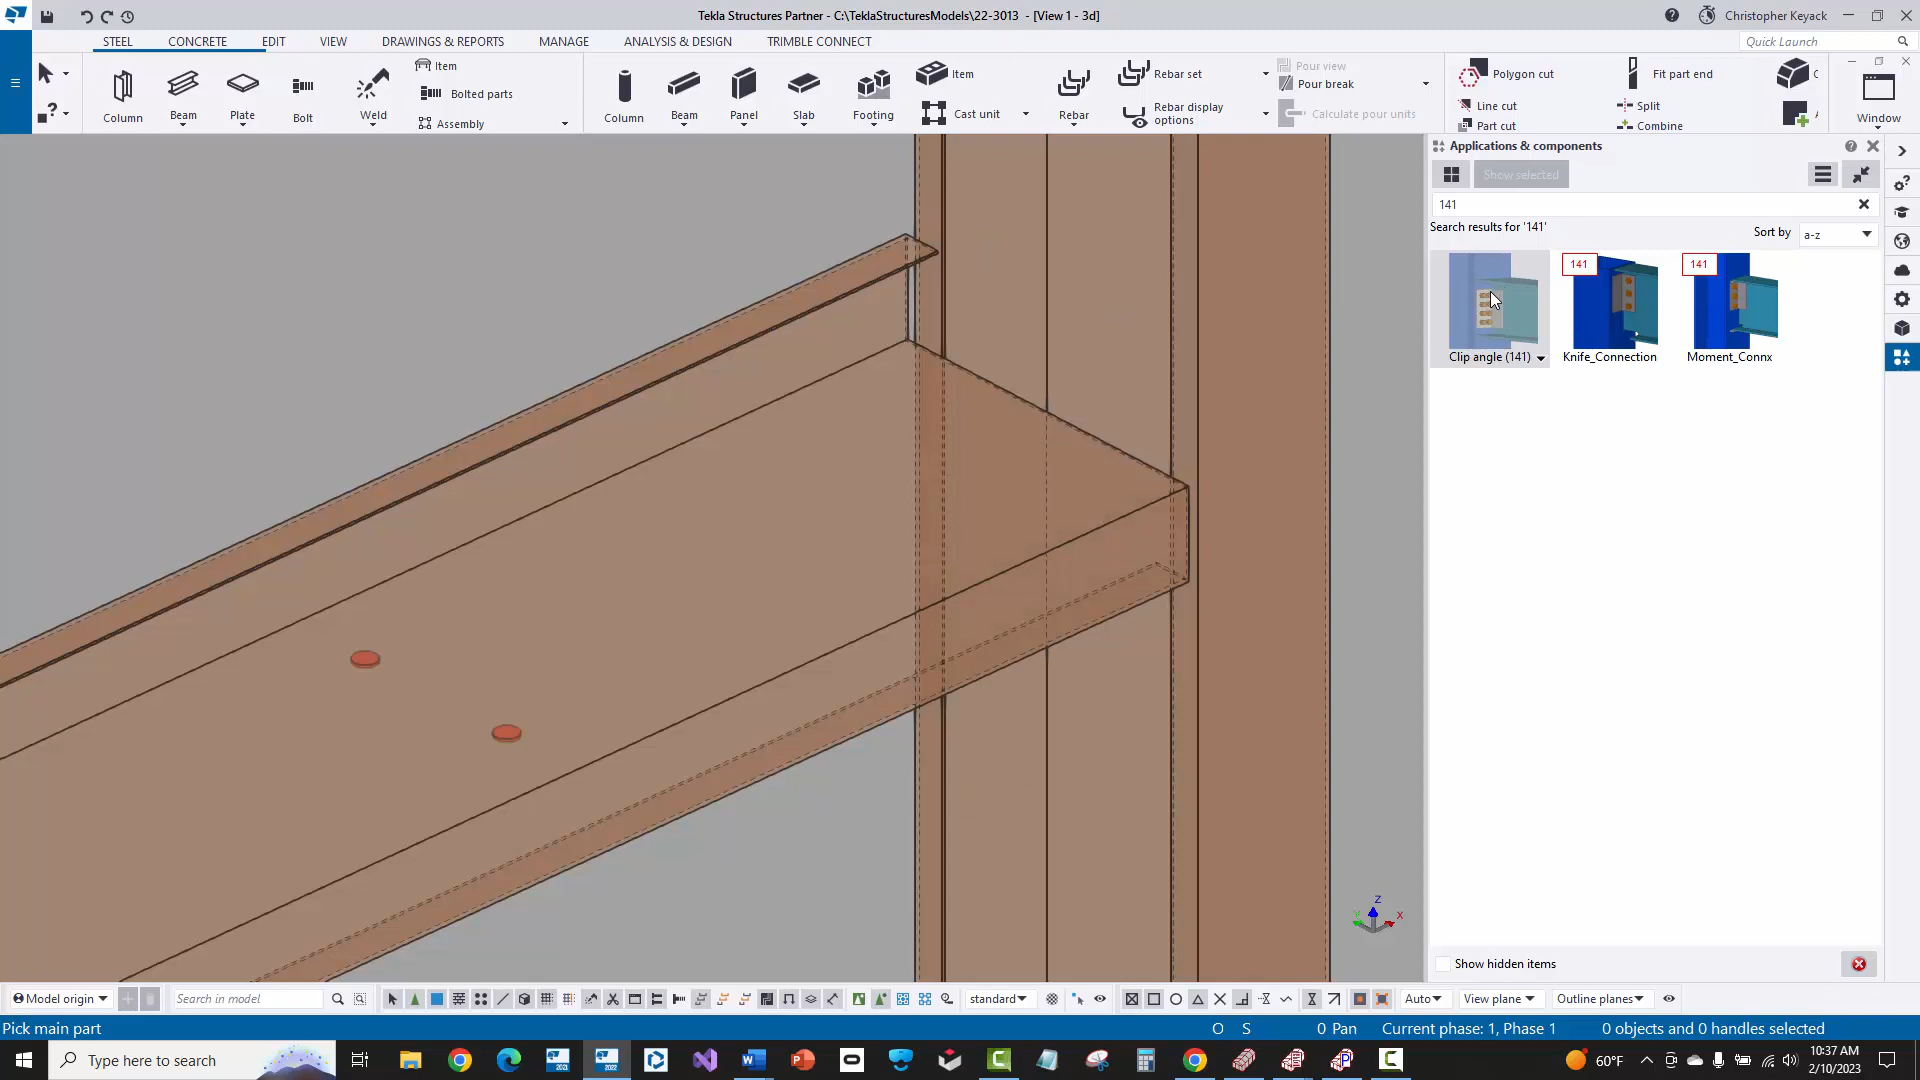 Tekla Structures Partner - C:\TeklaStructuresModels\22-3013 - [View 1 - 3d]
Christopher Keyack
STEEL CONCRETE EDIT VIEW DRAWINGS & REPORTS MANAGE ANALYSIS & DESIGN TRIMBLE CONNECT
Quick Launch
Column Beam Plate Bolt Weld
Item
Bolted parts
Assembly
Column Beam Panel Slab Footing
Item
Cast unit
Rebar
Rebar set
Rebar display options
Pour view
Pour break
Calculate pour units
Polygon cut
Line cut
Part cut
Fit part end
Split
Combine
Window
Applications & components
Show selected
141
Search results for '141'
Sort by a-z
141 141
Clip angle (141) Knife_Connection Moment_Connx
Z
Y X
Show hidden items
Model origin Search in model standard Auto View plane Outline planes
Pick main part O S 0 Pan Current phase: 1, Phase 1 0 objects and 0 handles selected
Type here to search
2021 2022
60°F
10:37 AM
2/10/2023